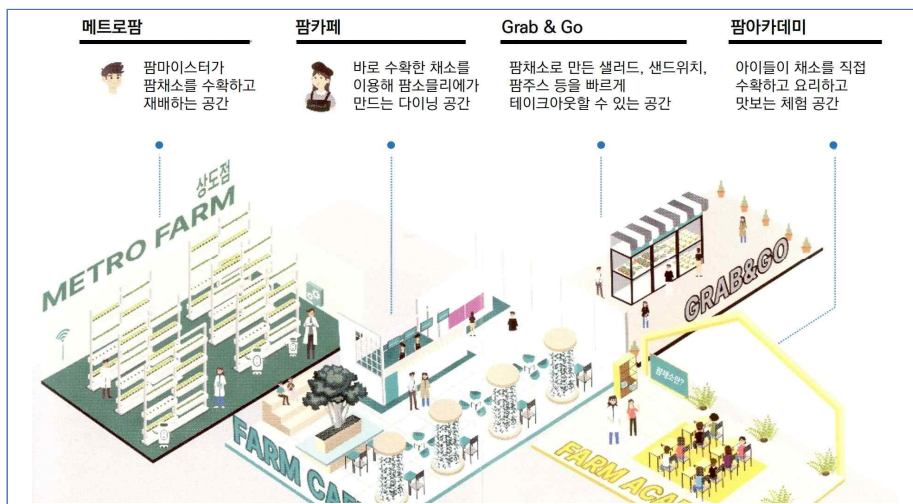 메트로팜
팜마이스터가
팜채소를 수확하고
재배하는 공간
팜카페
바로 수확한 채소를
이용해 팜소믈리에가
만드는 다이닝 공간
Grab & Go
팜채소로 만든 샐러드, 샌드위치,
팜주스 등을 빠르게
테이크아웃할 수 있는 공간
팜아카데미
아이들이 채소를 직접
수확하고 요리하고
맛보는 체험 공간
상도점
METRO FARM
GRAB&GO
팜채소란?
FARM CAF
FARM ACA